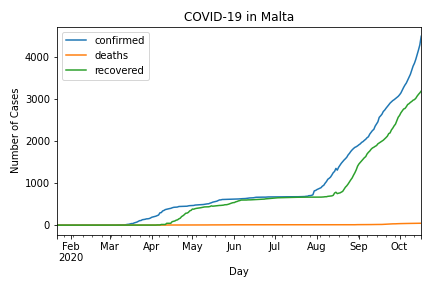 COVID-19 in Malta
confirmed
deaths
recovered
Number of Cases
4000
3000
2000
1000
0
Feb Mar Apr May Jun Jul Aug Sep Oct
2020
Day